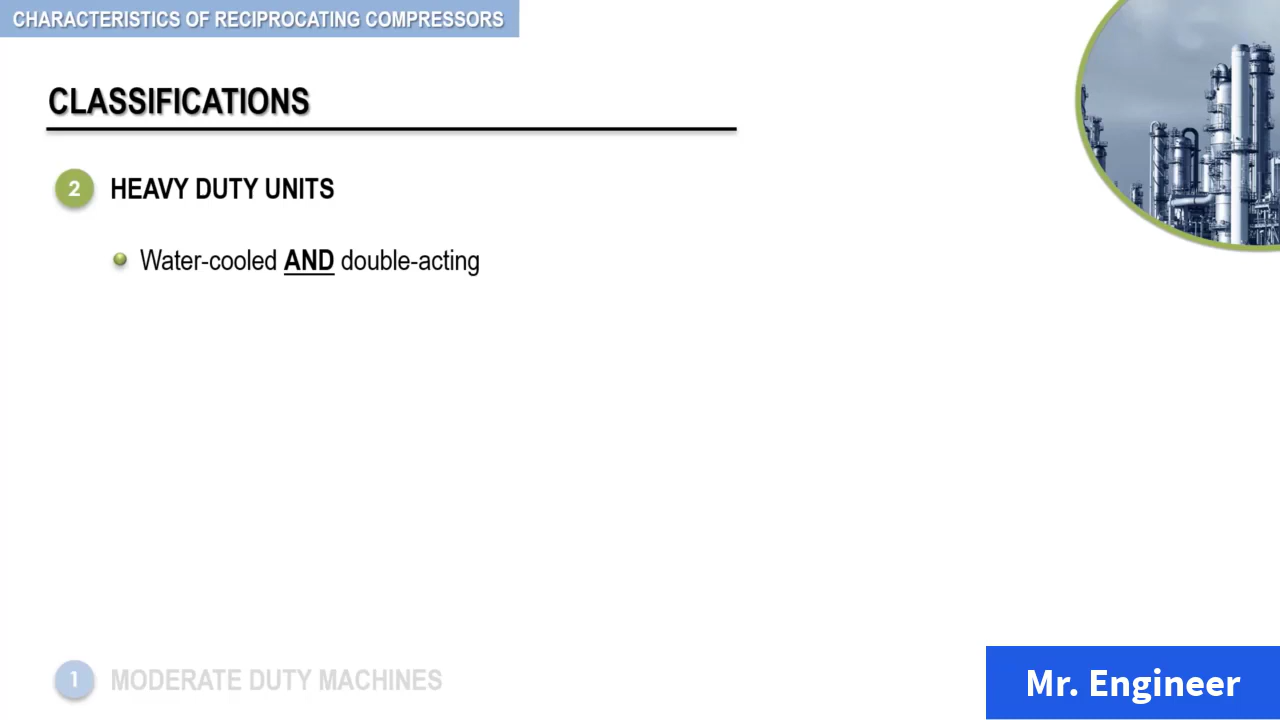 CHARACTERISTICS OF RECIPROCATING COMPRESSORS
CLASSIFICATIONS
2 HEAVY DUTY UNITS
Water-cooled AND double-acting
1 MODERATE DUTY MACHINES
Mr. Engineer